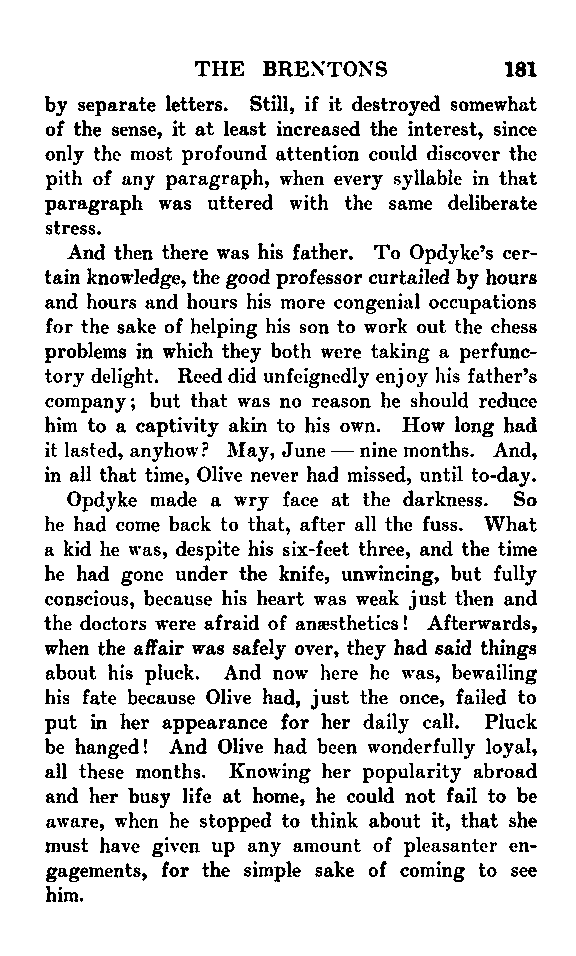 THE BRENTONS 181
by separate letters. Still, if it destroyed somewhat
of the sense, it at least increased the interest, since
only the most profound attention could discover the
pith of any paragraph, when every syllable in that
paragraph was uttered with the same deliberate
stress.
And then there was his father. To Opdyke's cer-
tain knowledge, the good professor curtailed by hours
and hours and hours his more congenial occupations
for the sake of helping his son to work out the chess
problems in which they both were taking a perfunc-
tory delight. Reed did unfeignedly enjoy his father's
company; but that was no reason he should reduce
him to a captivity akin to his own. How long had
it lasted, anyhow? May, June — nine months. And,
in all that time, Olive never had missed, until to-day.
Opdyke made a wry face at the darkness. So
he had come back to that, after all the fuss. What
a kid he was, despite his six-feet three, and the time
he had gone under the knife, unwincing, but fully
conscious, because his heart was weak just then and
the doctors were afraid of anæsthetics! Afterwards,
when the affair was safely over, they had said things
about his pluck. And now here he was, bewailing
his fate because Olive had, just the once, failed to
put in her appearance for her daily call. Pluck
be hanged! And Olive had been wonderfully loyal,
all these months. Knowing her popularity abroad
and her busy life at home, he could not fail to be
aware, when he stopped to think about it, that she
must have given up any amount of pleasanter en-
gagements, for the simple sake of coming to see
him.